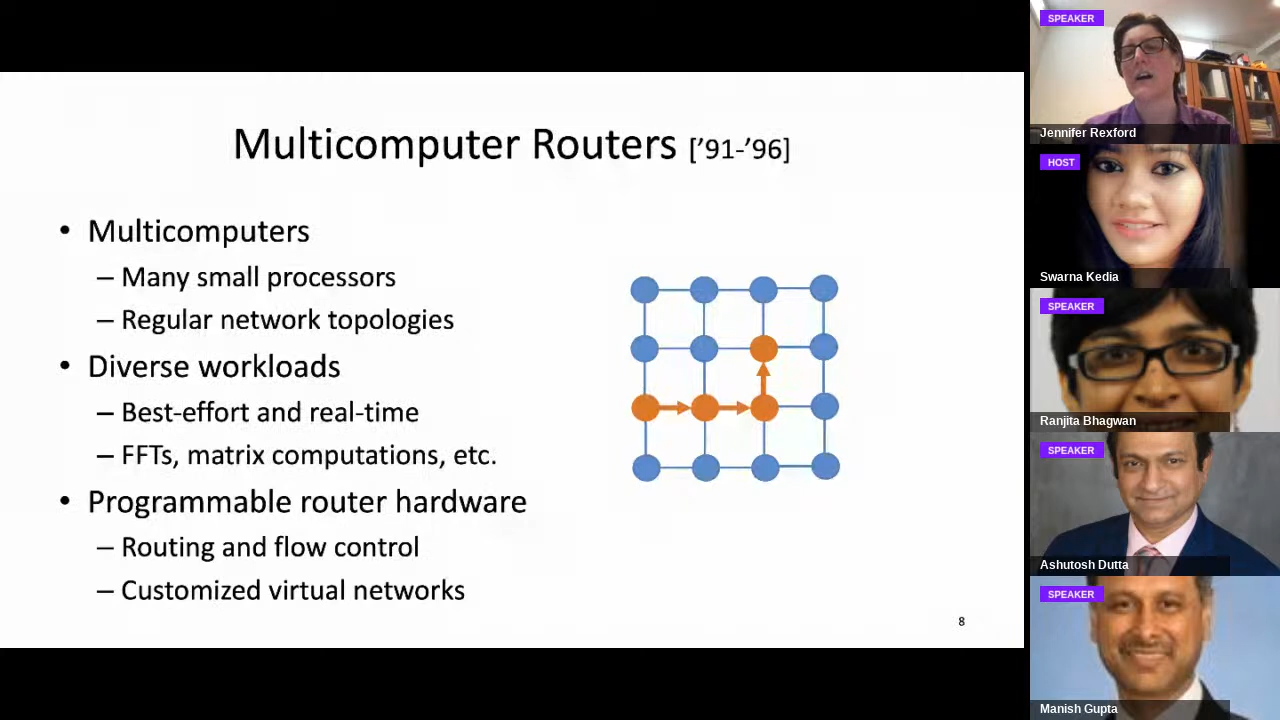 Multicomputer Routers [’91-’96]
• Multicomputers
– Many small processors
– Regular network topologies
• Diverse workloads
– Best-effort and real-time
– FFTs, matrix computations, etc.
• Programmable router hardware
– Routing and flow control
– Customized virtual networks
8
SPEAKER
Jennifer Rexford
HOST
Swarna Kedia
SPEAKER
Ranjita Bhagwan
SPEAKER
Ashutosh Dutta
SPEAKER
Manish Gupta